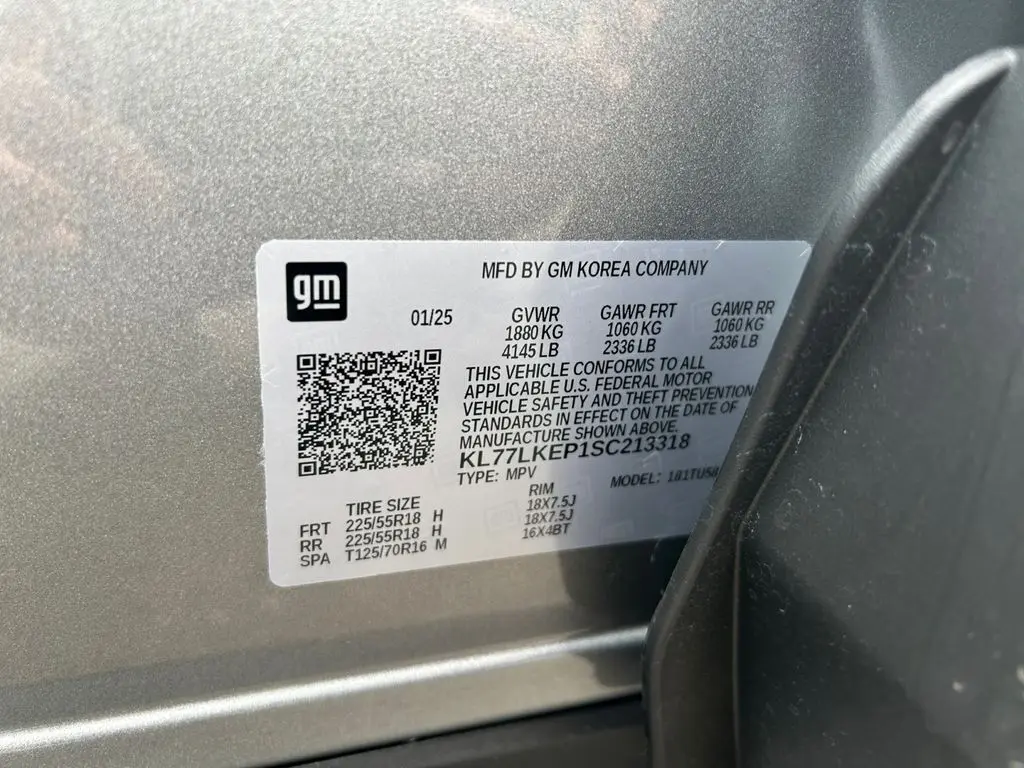 gm
MFD BY GM KOREA COMPANY
01/25
GVWR GAWR FRT GAWR RR
1880 KG 1060 KG 1060 KG
4145 LB 2336 LB 2336 LB
THIS VEHICLE CONFORMS TO ALL
APPLICABLE U.S. FEDERAL MOTOR
VEHICLE SAFETY AND THEFT PREVENTION
STANDARDS IN EFFECT ON THE DATE OF
MANUFACTURE SHOWN ABOVE.
KL77LKEP1SC213318
TYPE: MPV MODEL:
TIRE SIZE RIM
FRT 225/55R18 H 18X7.5J
RR 225/55R18 H 18X7.5J
SPA T125/70R16 M 16X4BT